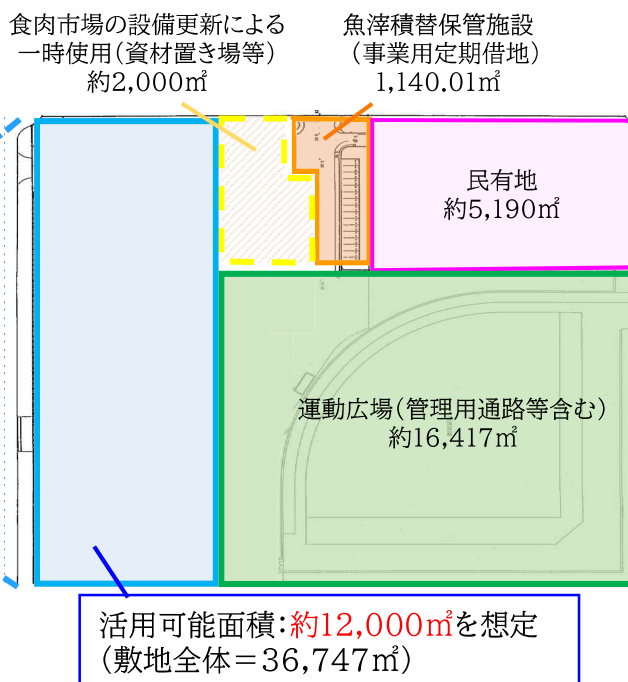 食肉市場の設備更新による
一時使用（資材置き場等）
約2,000㎡
魚滓積替保管施設
（事業用定期借地）
1,140.01㎡
民有地
約5,190㎡
運動広場（管理用通路等含む）
約16,417㎡
活用可能面積：約12,000㎡を想定
（敷地全体＝36,747㎡）